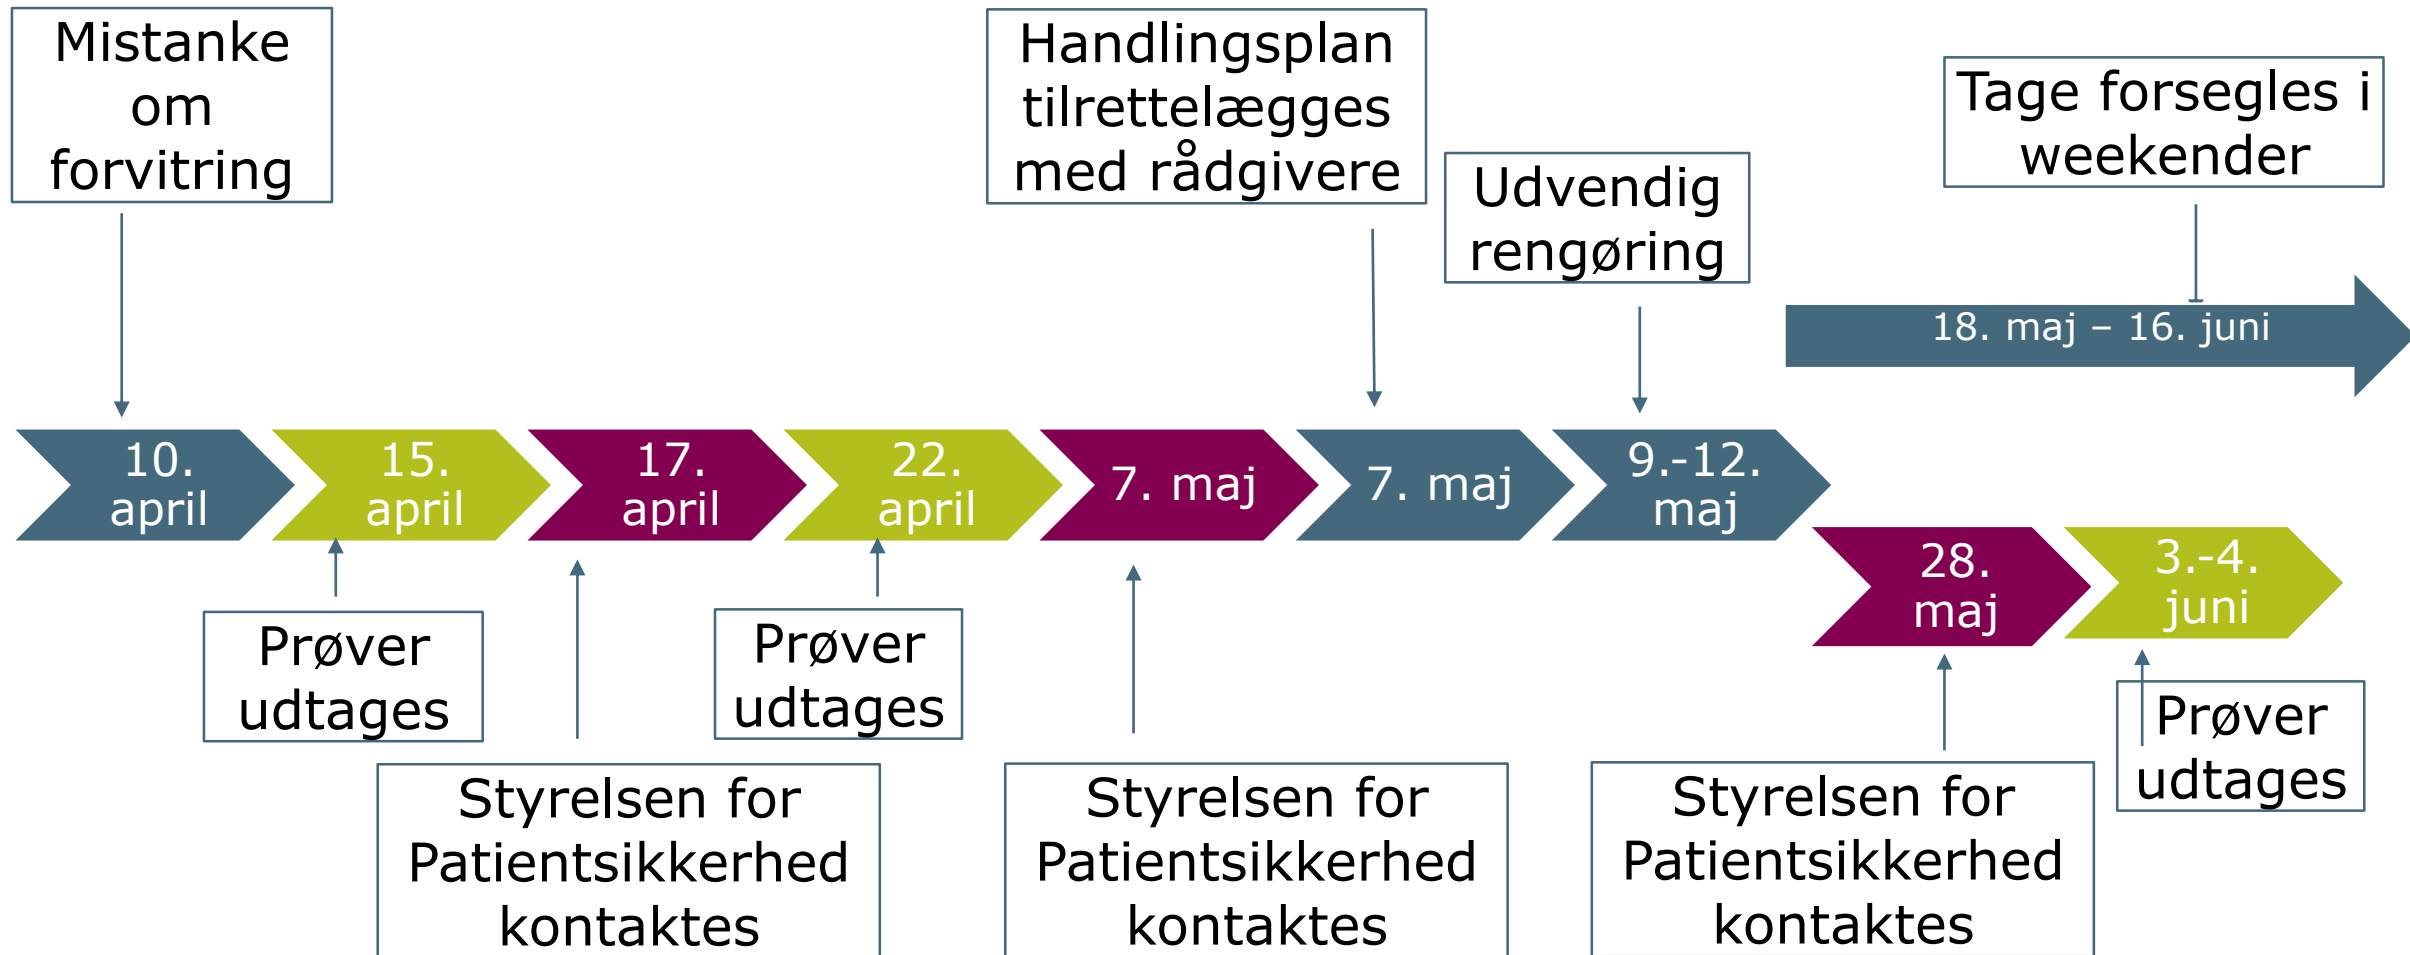 Mistanke
om
forvitring
Handlingsplan
tilrettelægges
med rådgivere
Udvendig
rengøring
Tage forsegles i
weekender
18. maj – 16. juni
10.
april
15.
april
17.
april
22.
april
7. maj
7. maj
9.-12.
maj
28.
maj
3.-4.
juni
Prøver
udtages
Styrelsen for
Patientsikkerhed
kontaktes
Prøver
udtages
Styrelsen for
Patientsikkerhed
kontaktes
Styrelsen for
Patientsikkerhed
kontaktes
Prøver
udtages